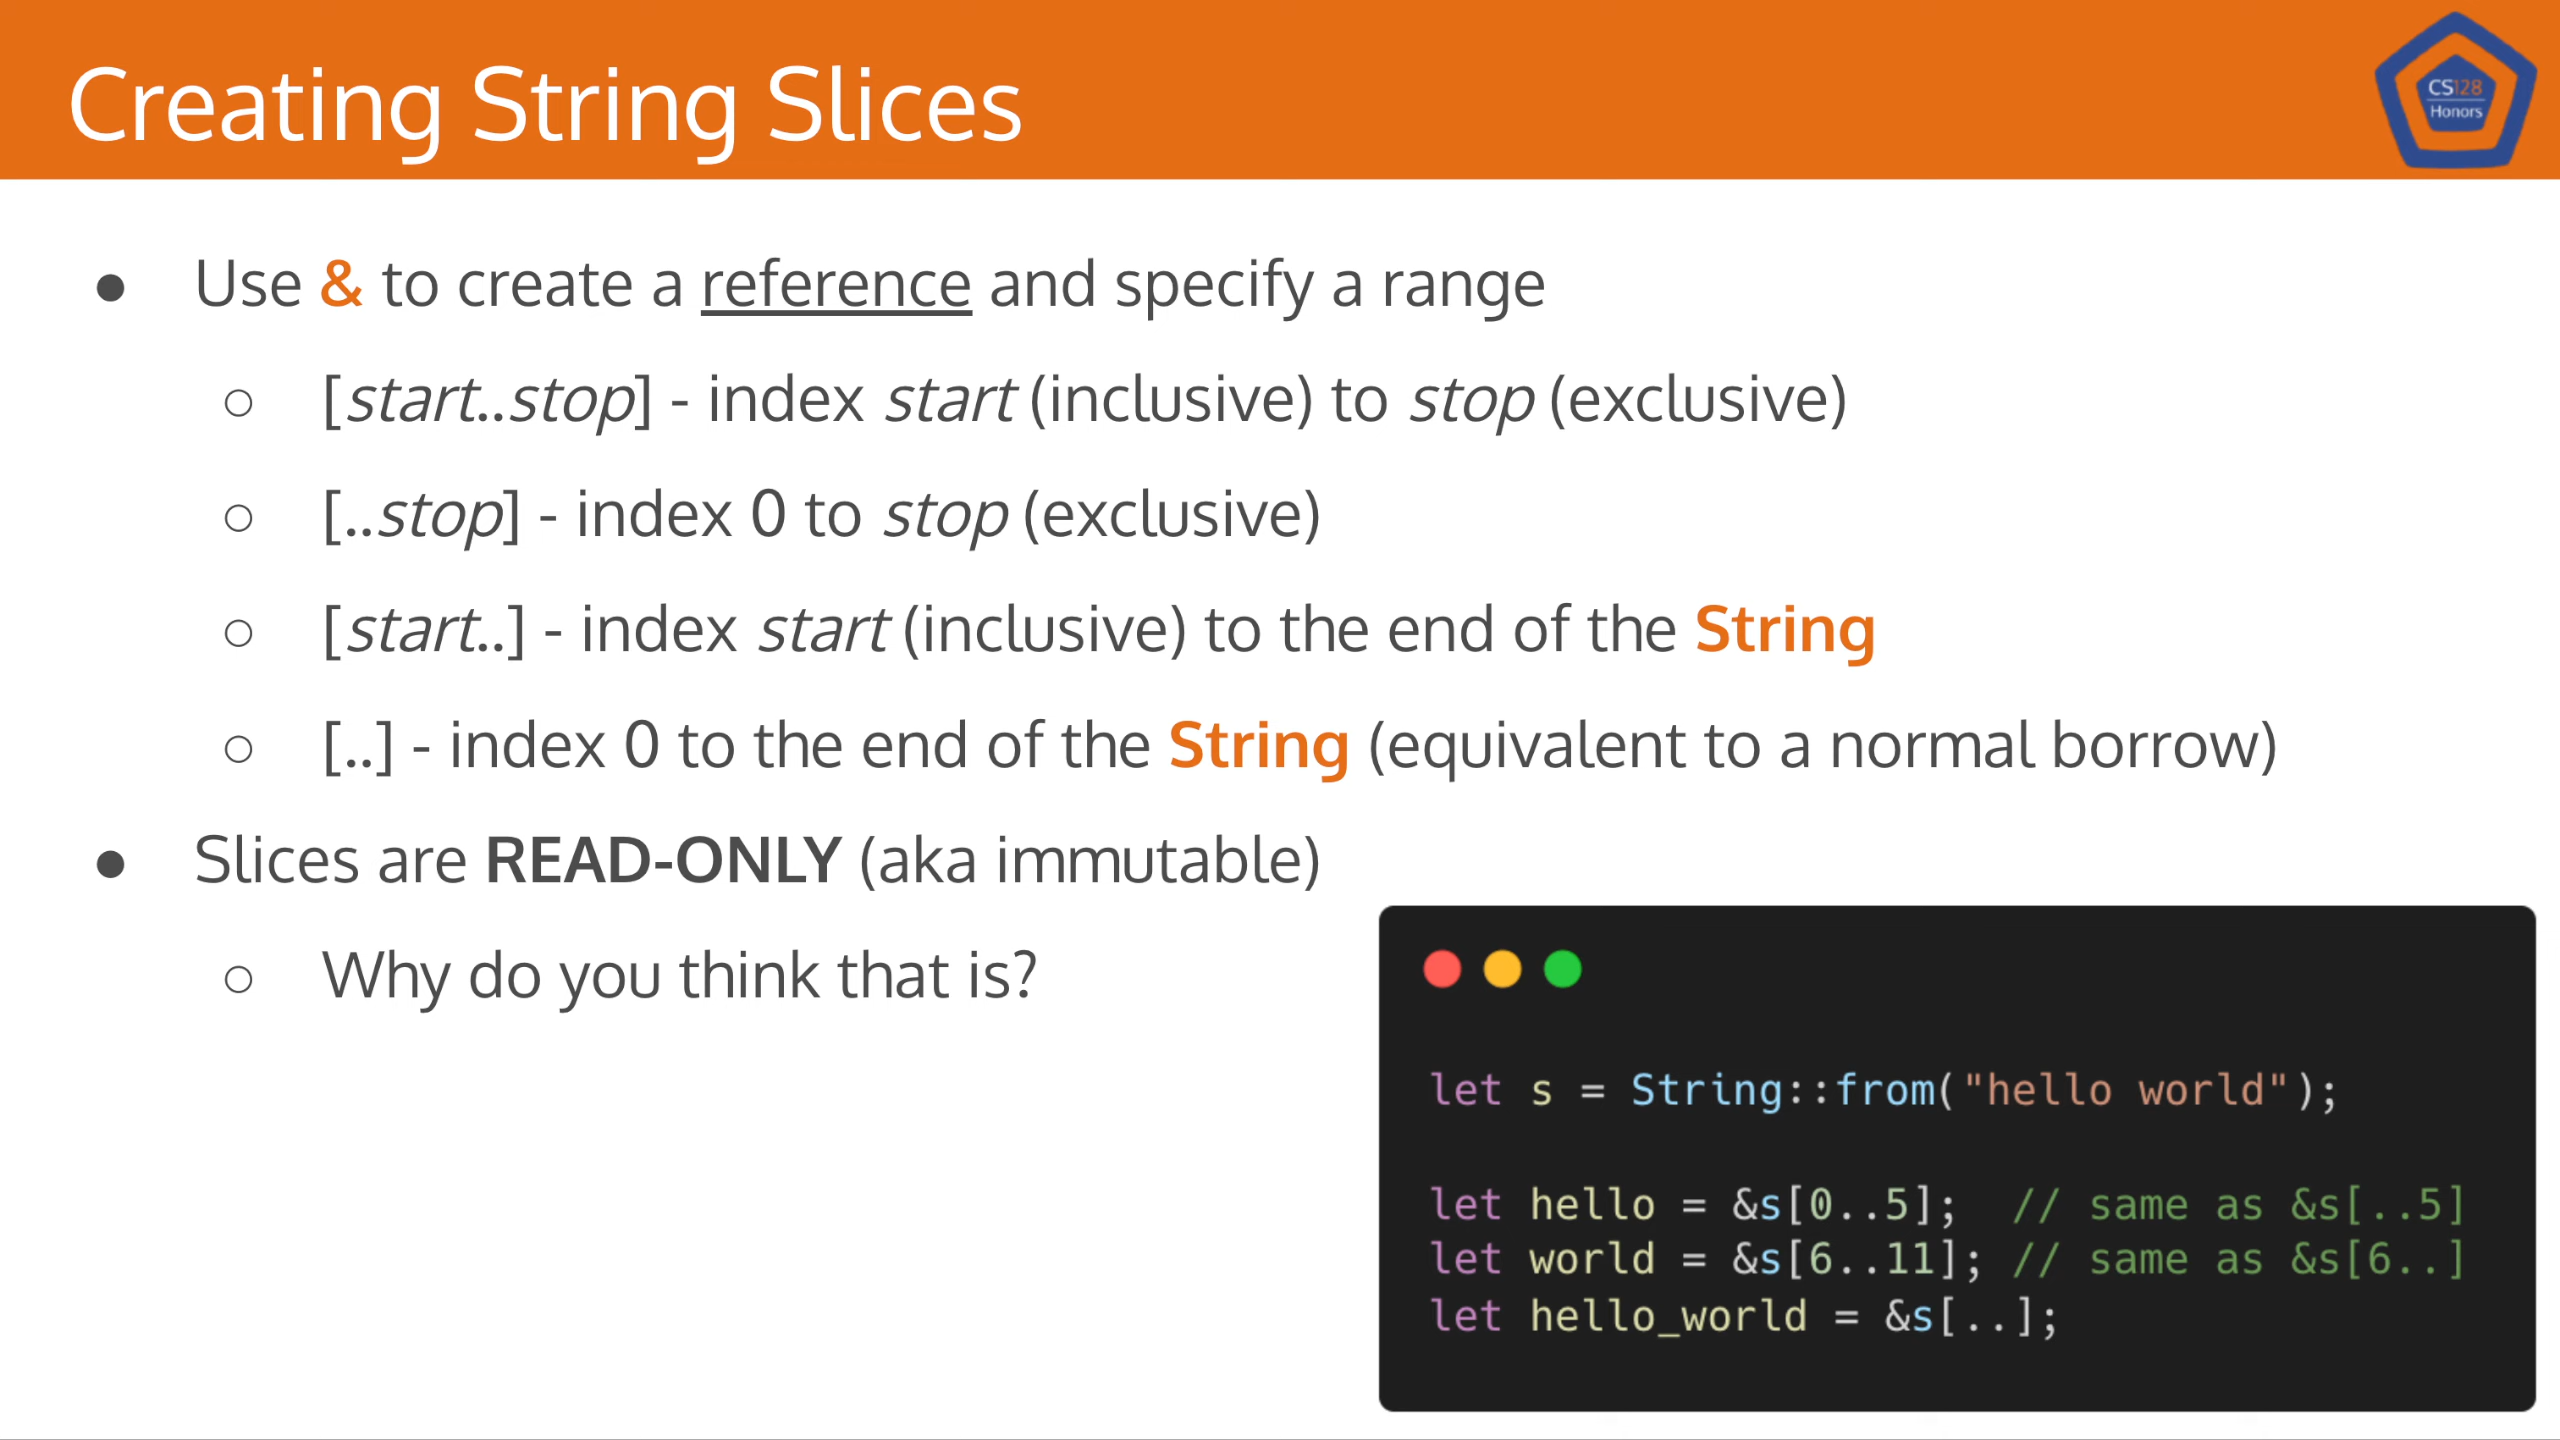 Creating String Slices
CS128
Honors
● Use & to create a reference and specify a range
○ [start..stop] - index start (inclusive) to stop (exclusive)
○ [..stop] - index 0 to stop (exclusive)
○ [start..] - index start (inclusive) to the end of the String
○ [..] - index 0 to the end of the String (equivalent to a normal borrow)
● Slices are READ-ONLY (aka immutable)
○ Why do you think that is?
let s = String::from("hello world");
let hello = &s[0..5];  // same as &s[..5]
let world = &s[6..11]; // same as &s[6..]
let hello_world = &s[..];